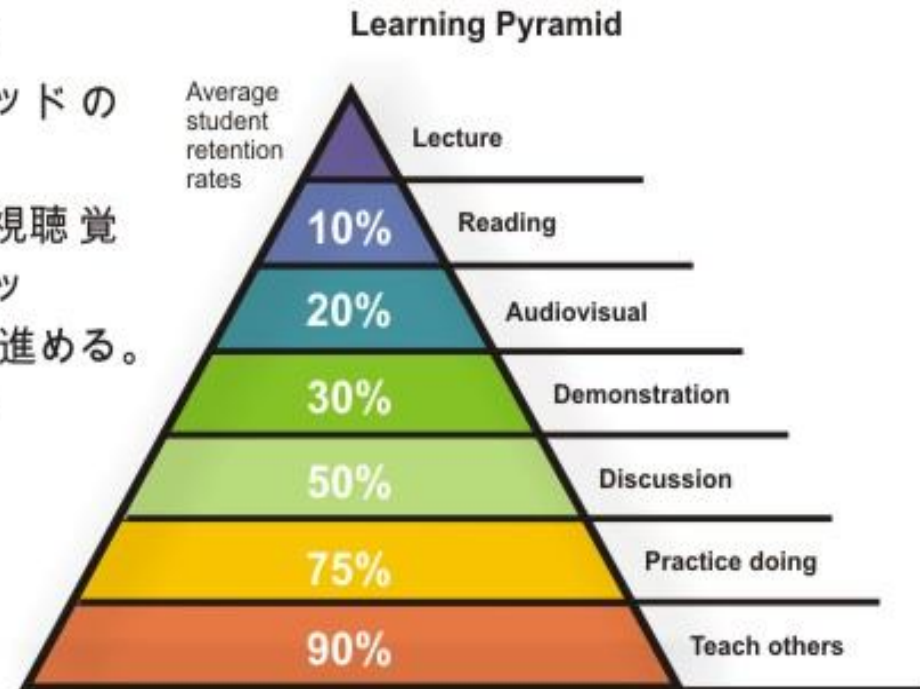 Learning Pyramid
ッドの
視聴覚
ッ
進める。
Average
student
retention
rates
Lecture
10%
Reading
20%
Audiovisual
30%
Demonstration
50%
Discussion
75%
Practice doing
90%
Teach others